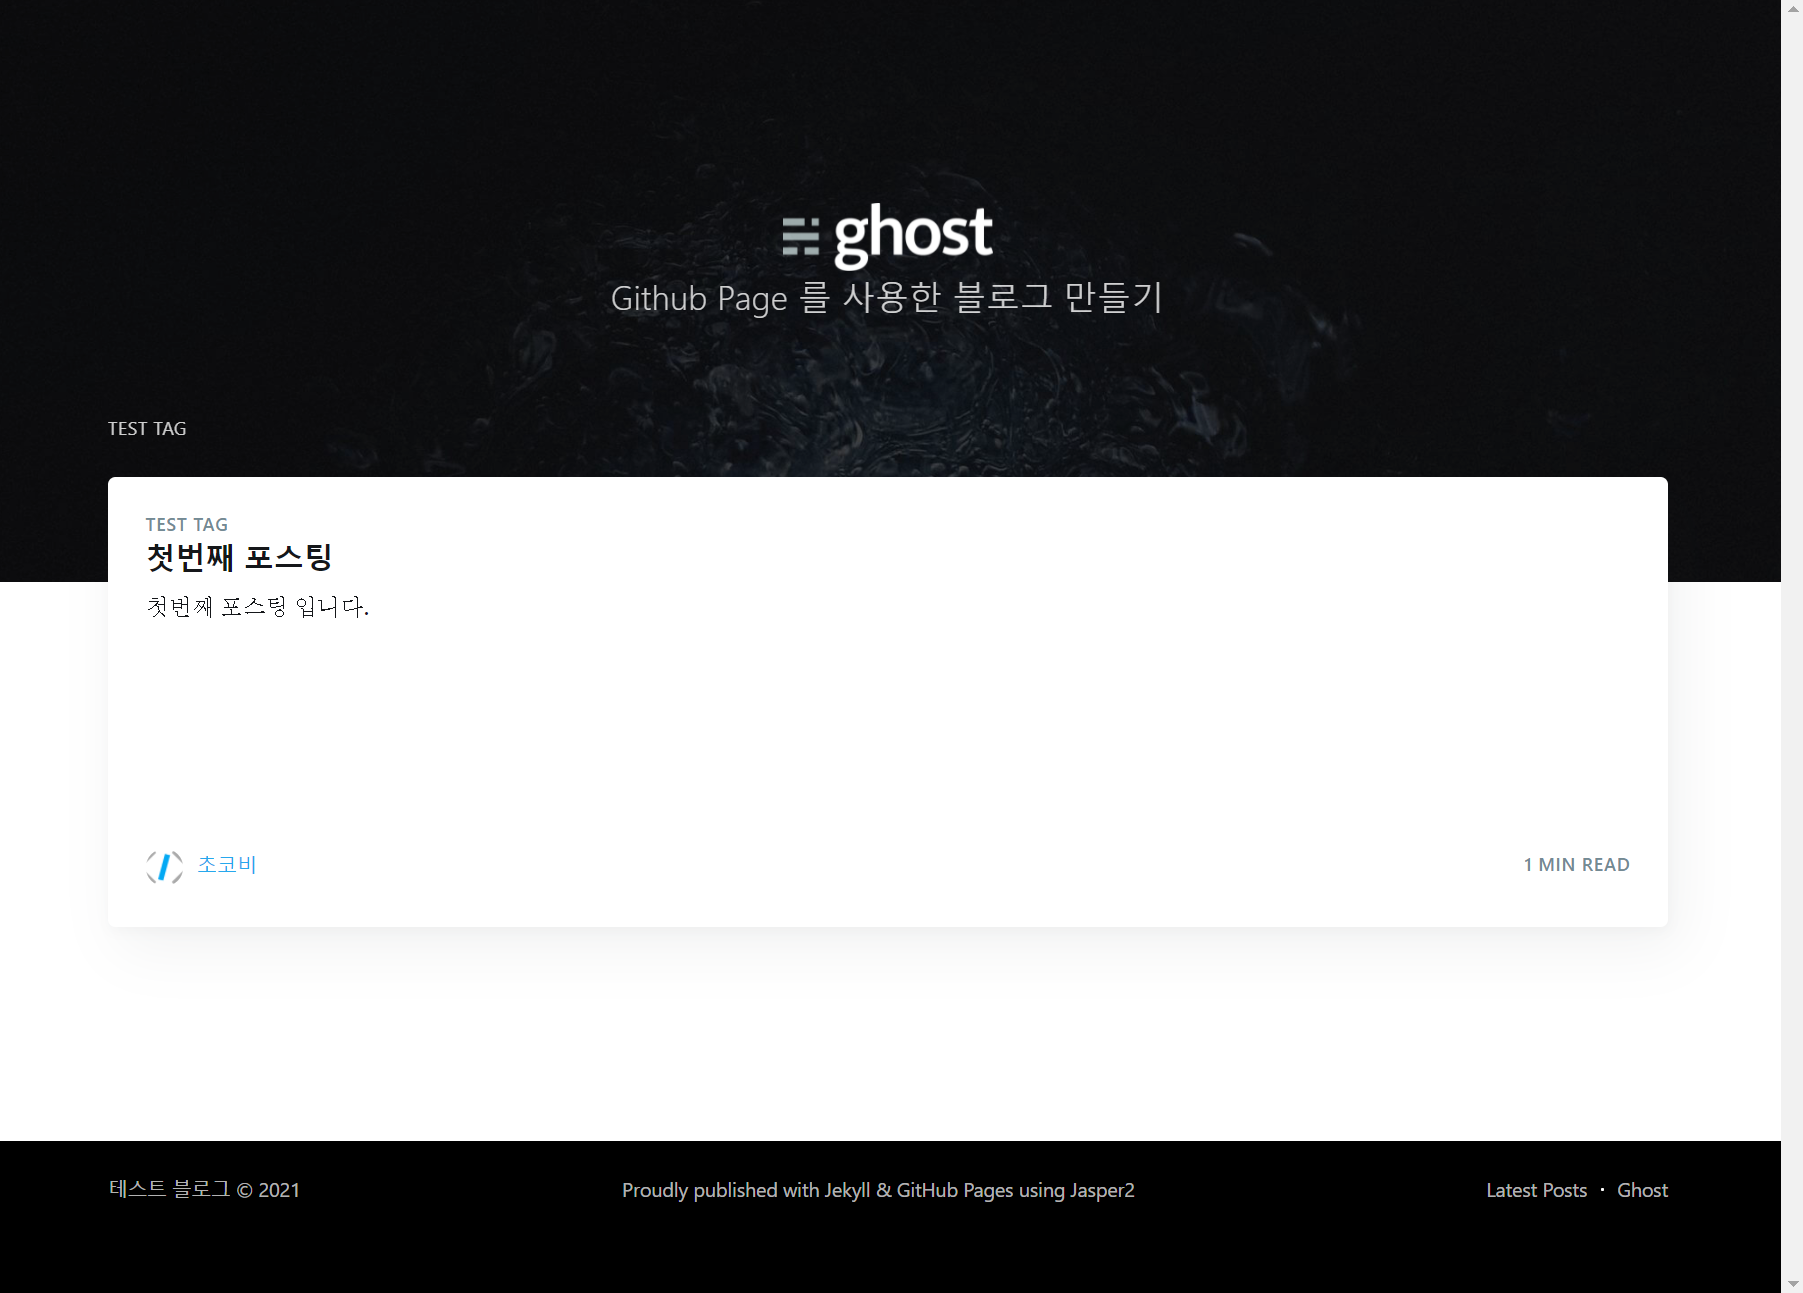 ghost
Github Page 를 사용한 블로그 만들기
TEST TAG
TEST TAG
첫번째 포스팅
첫번째 포스팅 입니다.
초코비
1 MIN READ
테스트 블로그 © 2021
Proudly published with Jekyll & GitHub Pages using Jasper2
Latest Posts · Ghost